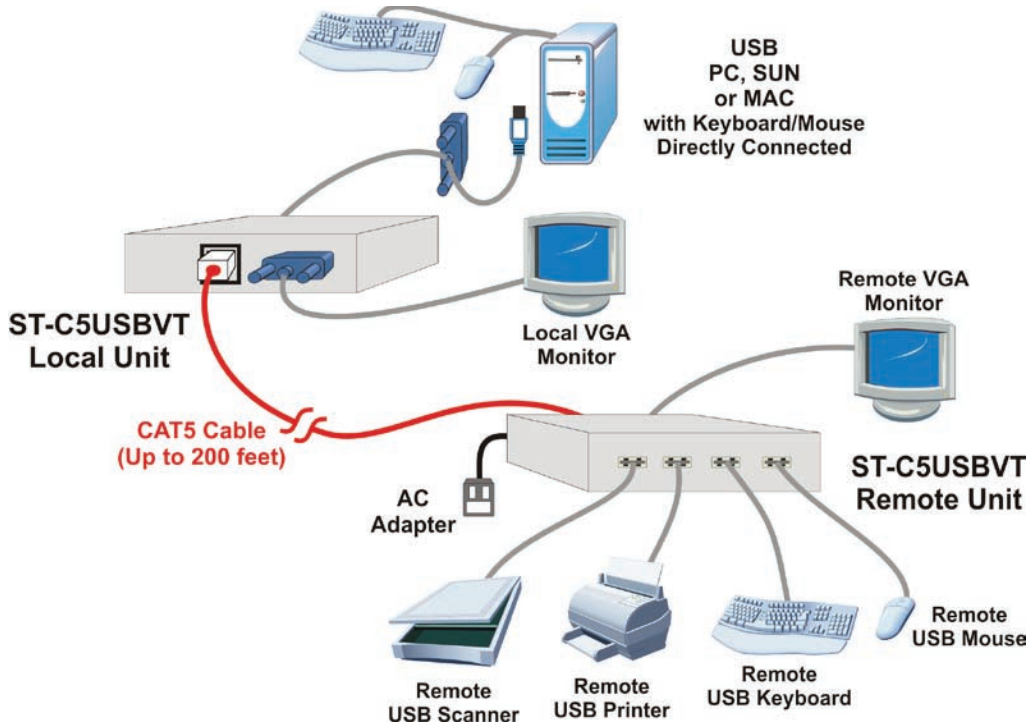 USB
PC, SUN
or MAC
with Keyboard/Mouse
Directly Connected
ST-C5USBVT
Local Unit
Local VGA
Monitor
Remote VGA
Monitor
CAT5 Cable
(Up to 200 feet)
AC
Adapter
ST-C5USBVT
Remote Unit
Remote
USB Scanner
Remote
USB Printer
Remote
USB Keyboard
Remote
USB Mouse